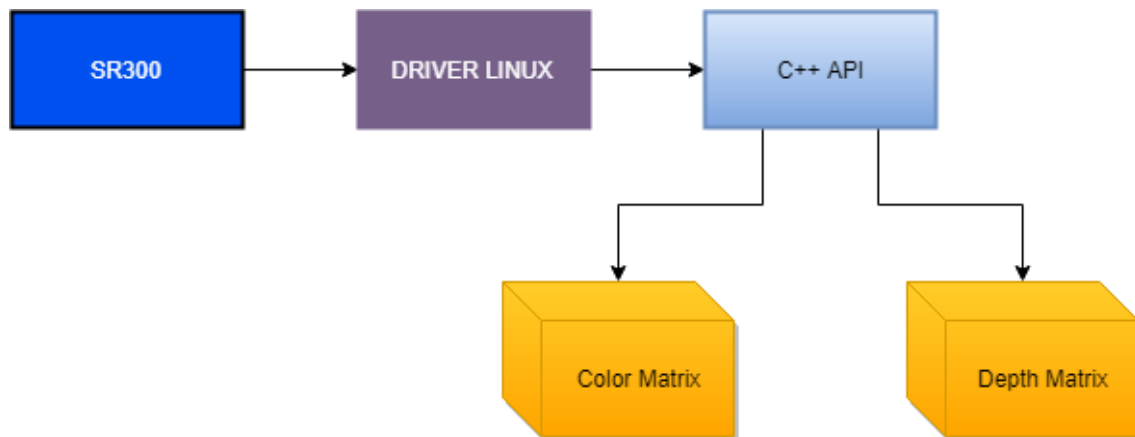 SR300
DRIVER LINUX
C++ API
Color Matrix
Depth Matrix